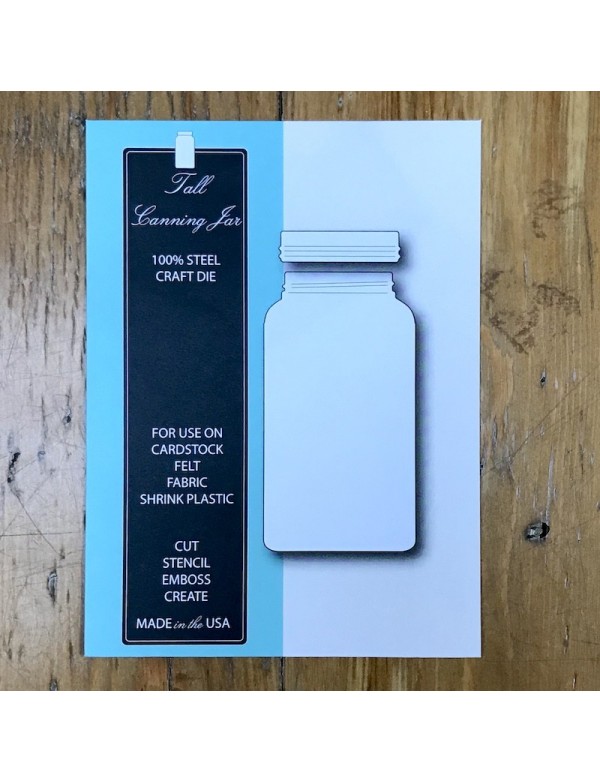 Tall
Canning Jar
100% STEEL
CRAFT DIE
FOR USE ON
CARDSTOCK
FELT
FABRIC
SHRINK PLASTIC
CUT
STENCIL
EMBOSS
CREATE
MADE in the USA